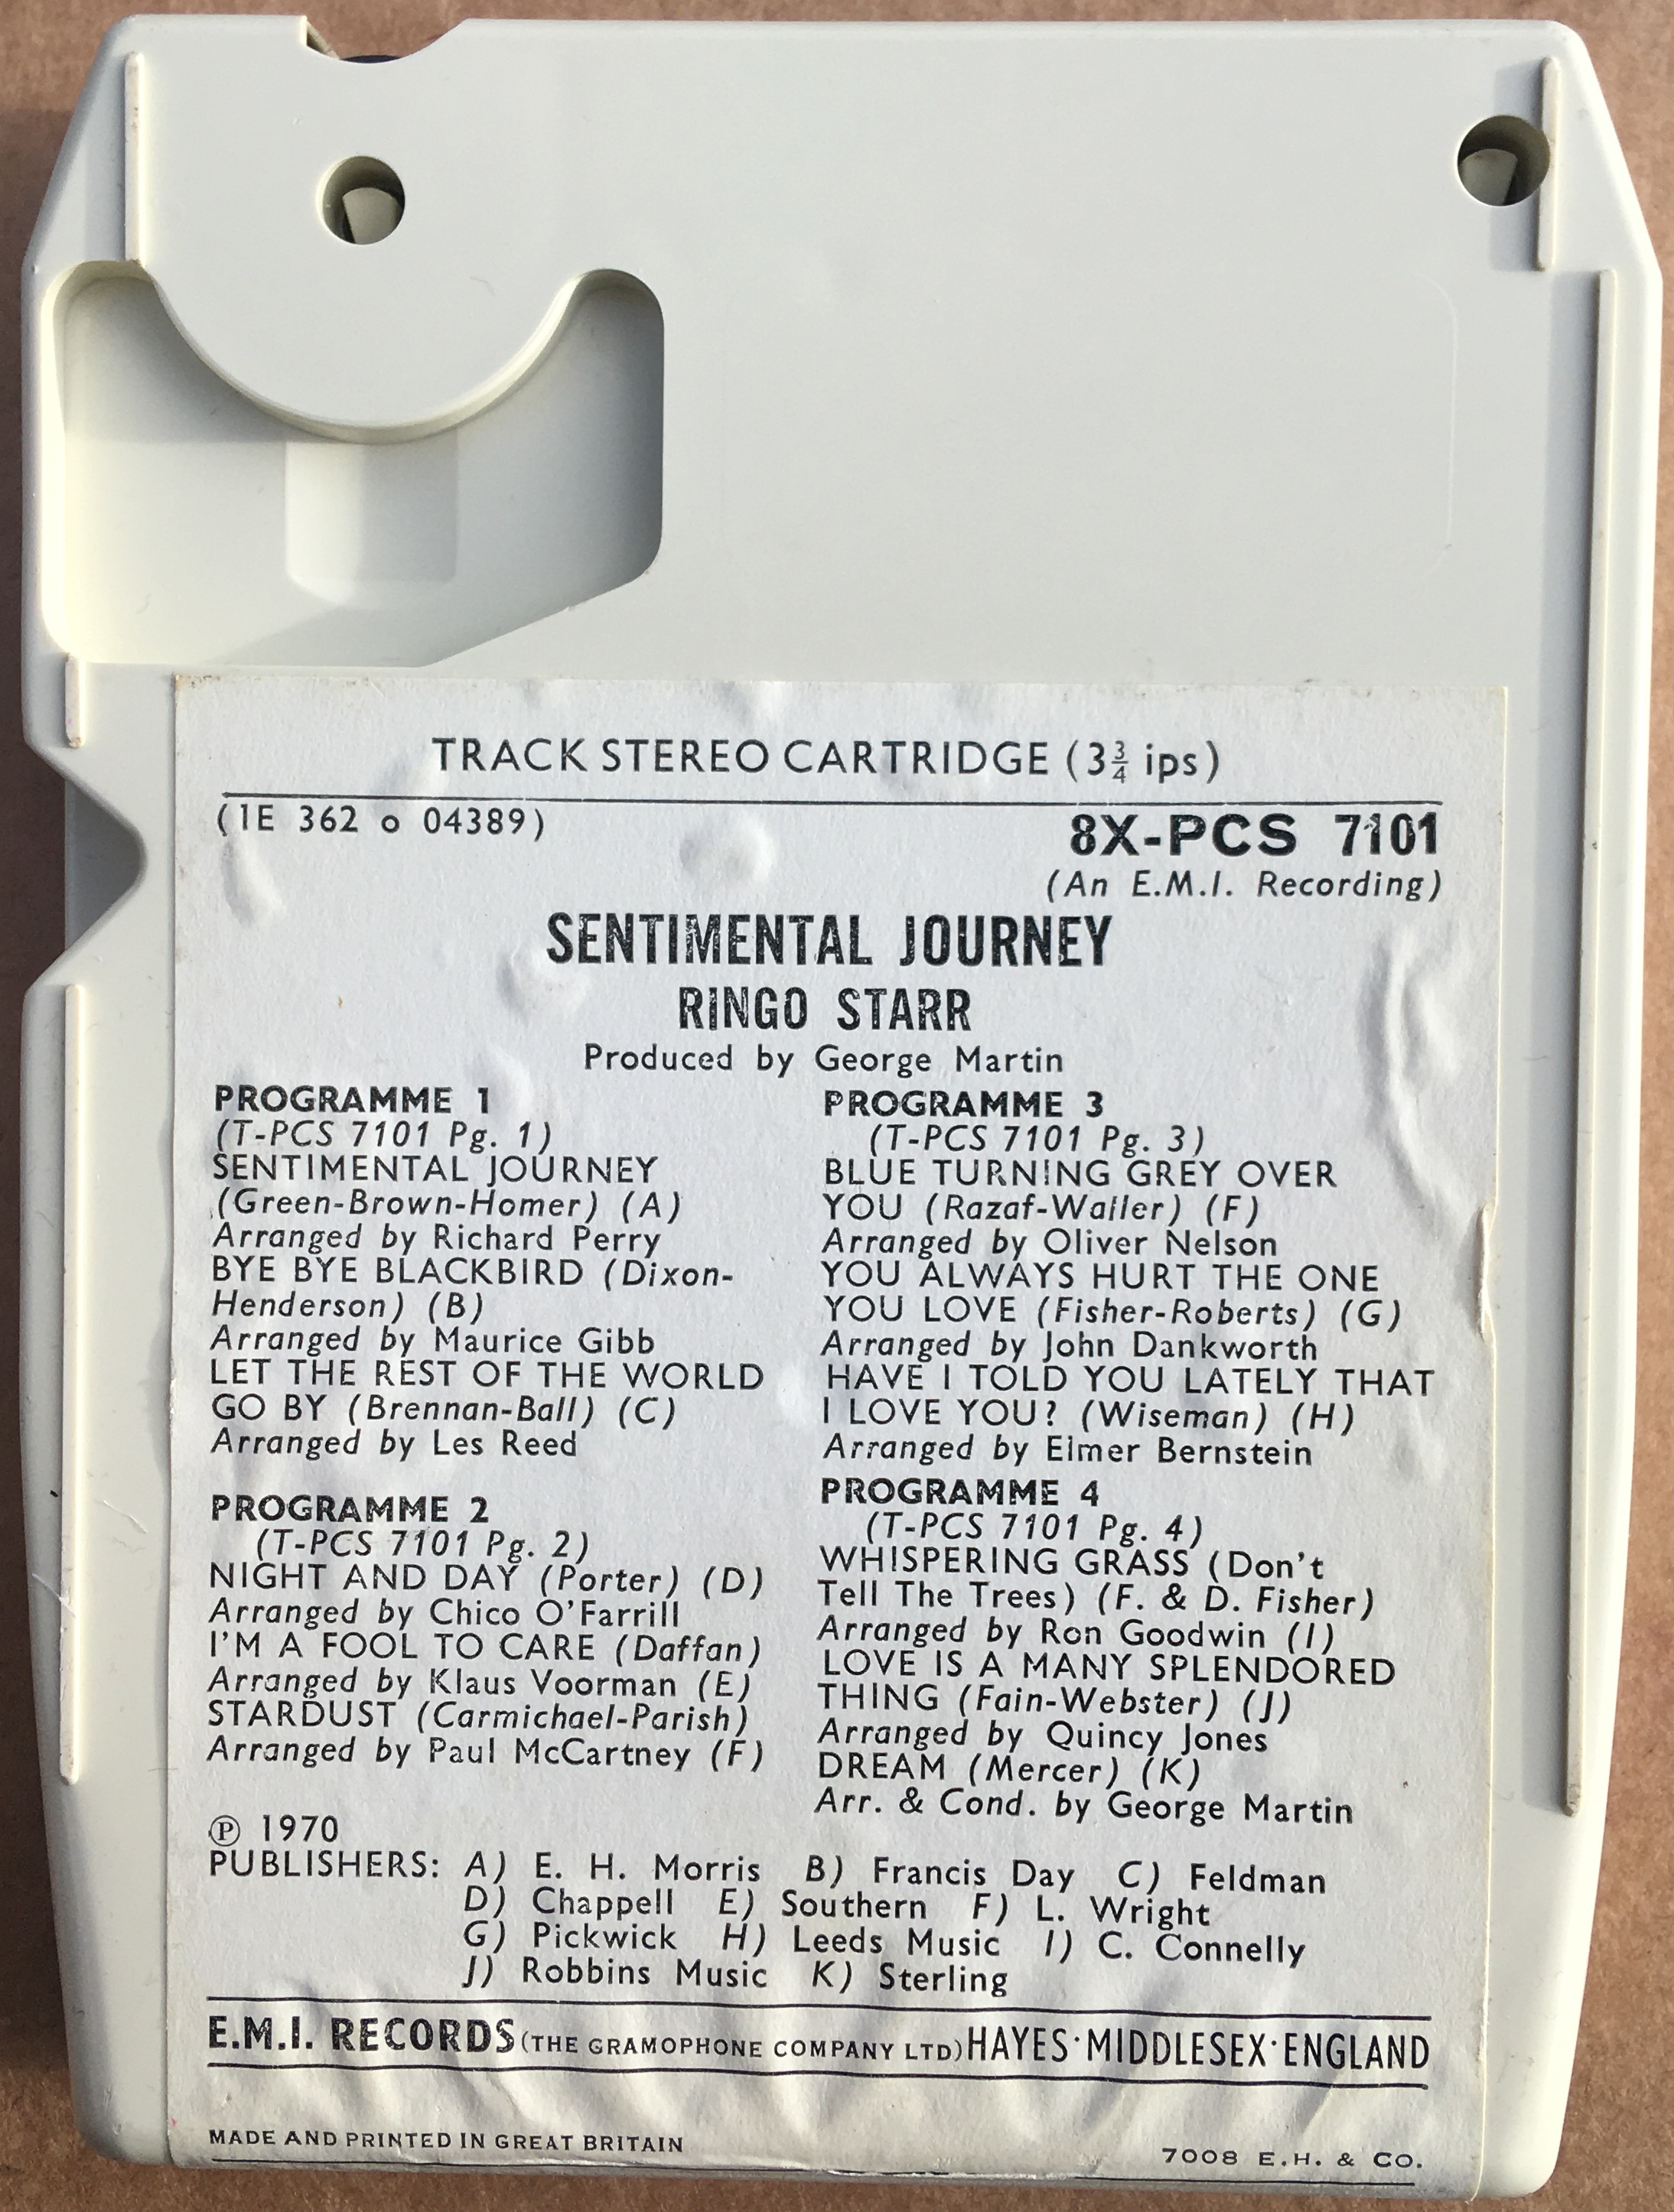 TRACK STEREO CARTRIDGE (3¾ ips)
(1E 362 o 04389)
8X-PCS 7101
(An E.M.I. Recording)
SENTIMENTAL JOURNEY
RINGO STARR
Produced by George Martin
PROGRAMME 1
(T-PCS 7101 Pg. 1)
SENTIMENTAL JOURNEY
(Green-Brown-Homer) (A)
Arranged by Richard Perry
BYE BYE BLACKBIRD (Dixon-
Henderson) (B)
Arranged by Maurice Gibb
LET THE REST OF THE WORLD
GO BY (Brennan-Ball) (C)
Arranged by Les Reed
PROGRAMME 2
(T-PCS 7101 Pg. 2)
NIGHT AND DAY (Porter) (D)
Arranged by Chico O'Farrill
I'M A FOOL TO CARE (Daffan)
Arranged by Klaus Voorman (E)
STARDUST (Carmichael-Parish)
Arranged by Paul McCartney (F)
PROGRAMME 3
(T-PCS 7101 Pg. 3)
BLUE TURNING GREY OVER
YOU (Razaf-Waller) (F)
Arranged by Oliver Nelson
YOU ALWAYS HURT THE ONE
YOU LOVE (Fisher-Roberts) (G)
Arranged by John Dankworth
HAVE I TOLD YOU LATELY THAT
I LOVE YOU? (Wiseman) (H)
Arranged by Elmer Bernstein
PROGRAMME 4
(T-PCS 7101 Pg. 4)
WHISPERING GRASS (Don't
Tell The Trees) (F. & D. Fisher)
Arranged by Ron Goodwin (I)
LOVE IS A MANY SPLENDORED
THING (Fain-Webster) (J)
Arranged by Quincy Jones
DREAM (Mercer) (K)
Arr. & Cond. by George Martin
℗ 1970
PUBLISHERS: A) E. H. Morris B) Francis Day C) Feldman
D) Chappell E) Southern F) L. Wright
G) Pickwick H) Leeds Music I) C. Connelly
J) Robbins Music K) Sterling
E.M.I. RECORDS (THE GRAMOPHONE COMPANY LTD) HAYES·MIDDLESEX·ENGLAND
MADE AND PRINTED IN GREAT BRITAIN
7008 E.H. & CO.